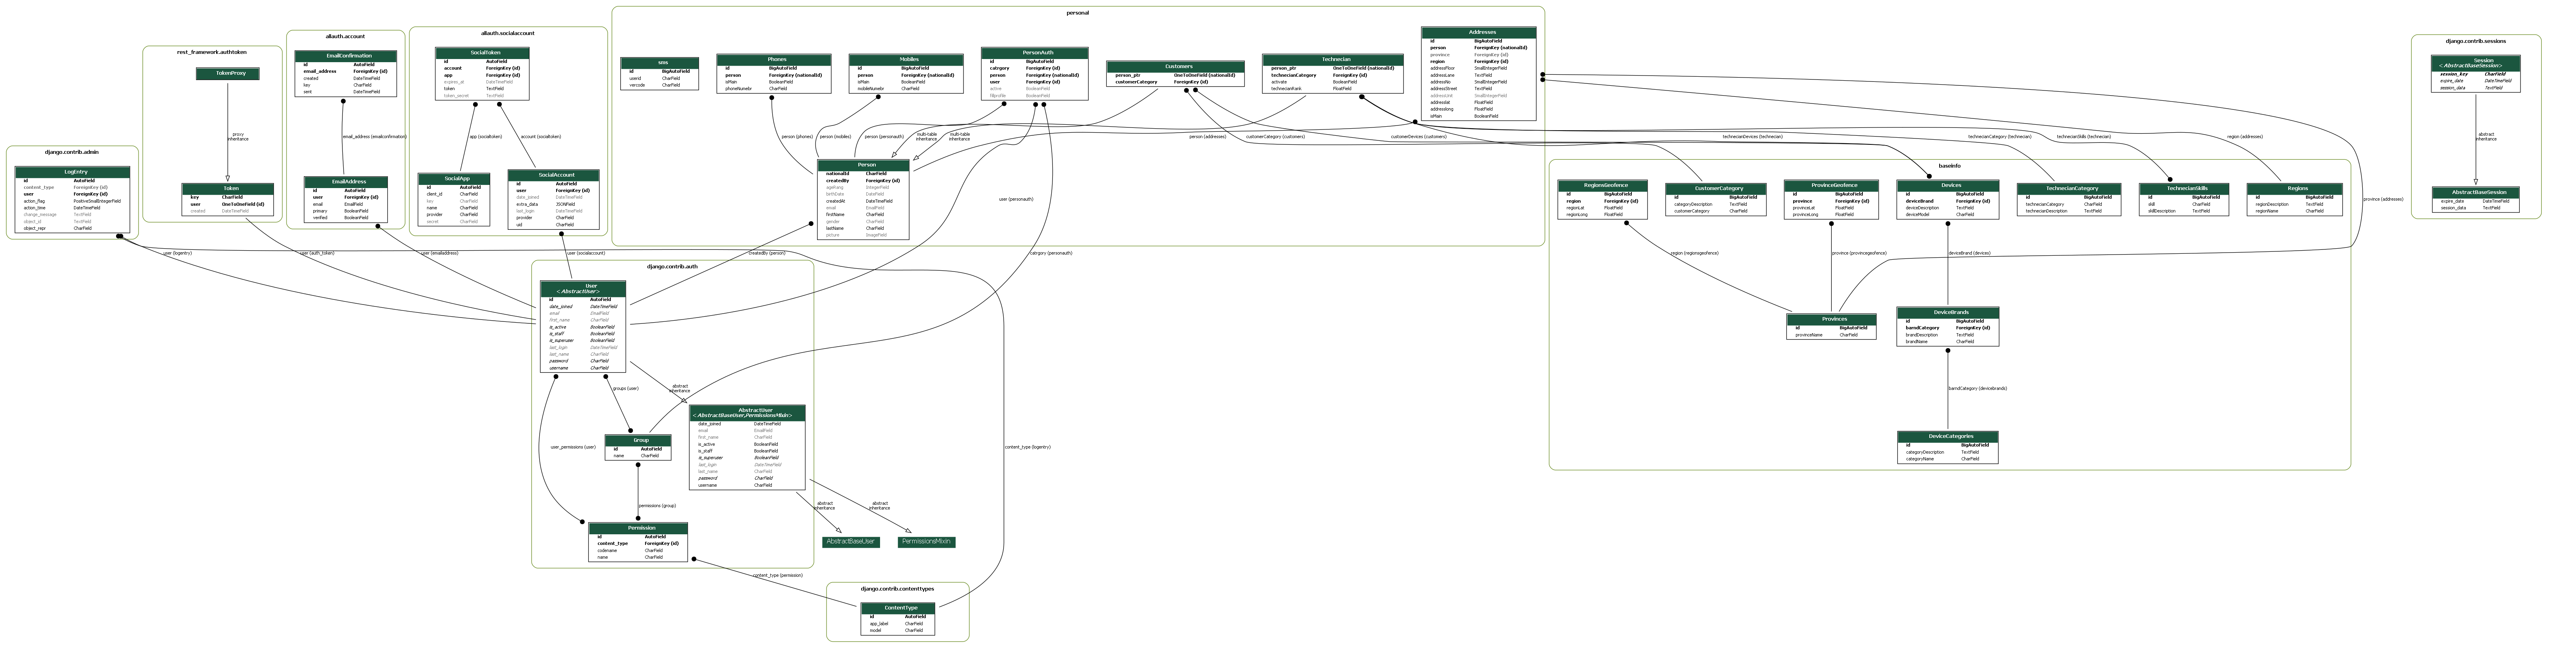 django.contrib.admin
LogEntry
id AutoField
content_type ForeignKey (id)
user ForeignKey (id)
action_flag PositiveSmallIntegerField
action_time DateTimeField
change_message TextField
object_id TextField
object_repr CharField
rest_framework.authtoken
TokenProxy
proxy
inheritance
Token
key CharField
user OneToOneField (id)
created DateTimeField
allauth.account
EmailConfirmation
id AutoField
email_address ForeignKey (id)
created DateTimeField
key CharField
sent DateTimeField
email_address (emailconfirmation)
EmailAddress
id AutoField
user ForeignKey (id)
email EmailField
primary BooleanField
verified BooleanField
allauth.socialaccount
SocialToken
id AutoField
account ForeignKey (id)
app ForeignKey (id)
expires_at DateTimeField
token TextField
token_secret TextField
app (socialtoken)
account (socialtoken)
SocialApp
id AutoField
client_id CharField
key CharField
name CharField
provider CharField
secret CharField
SocialAccount
id AutoField
user ForeignKey (id)
date_joined DateTimeField
extra_data JSONField
last_login DateTimeField
provider CharField
uid CharField
personal
sms
id BigAutoField
userid CharField
vercode CharField
Phones
id BigAutoField
person ForeignKey (nationalId)
isMain BooleanField
phoneNumebr CharField
Mobiles
id BigAutoField
person ForeignKey (nationalId)
isMain BooleanField
mobileNumebr CharField
PersonAuth
id BigAutoField
catrgory ForeignKey (id)
person ForeignKey (nationalId)
user ForeignKey (id)
active BooleanField
Customers
person_ptr OneToOneField (nationalId)
customerCategory ForeignKey (id)
Technician
person_ptr OneToOneField (nationalId)
technecianCategory ForeignKey (id)
activate BooleanField
technicianRank FloatField
Addresses
id BigAutoField
person ForeignKey (nationalId)
province ForeignKey (id)
region ForeignKey (id)
addressFloor SmallIntegerField
addressLane TextField
addressNo SmallIntegerField
addressStreet TextField
addressUnit SmallIntegerField
addresslat FloatField
addresslong FloatField
isMain BooleanField
person (phones)
person (mobiles)
person (personauth)
multi-table
inheritance
multi-table
inheritance
person (addresses)
customerCategory (customers)
customerDevices (customers)
technicianDevices (technician)
technecianCategory (technician)
technicianSkills (technician)
region (addresses)
Person
nationalId CharField
createdBy ForeignKey (id)
ageRang IntegerField
birthDate DateField
createdAt DateTimeField
email EmailField
firstName CharField
gender CharField
lastName CharField
picture ImageField
user (personauth)
province (addresses)
baseinfo
RegionsGeofence
id BigAutoField
region ForeignKey (id)
regionLat FloatField
regionLong FloatField
CustomerCategory
id BigAutoField
categoryDescription TextField
customerCategory CharField
ProvinceGeofence
id BigAutoField
province ForeignKey (id)
provinceLat FloatField
provinceLong FloatField
Devices
id BigAutoField
deviceBrand ForeignKey (id)
deviceDescription TextField
deviceModel CharField
TechnicianCategory
id BigAutoField
technicianCategory CharField
technicianDescription TextField
TechnicianSkills
id BigAutoField
skill CharField
skillDescription TextField
Regions
id BigAutoField
regionDescription TextField
regionName CharField
region (regionsgeofence)
province (provincegeofence)
deviceBrand (devices)
Provinces
id BigAutoField
provinceName CharField
DeviceBrands
id BigAutoField
barndCategory ForeignKey (id)
brandDescription TextField
brandName CharField
barndCategory (devicebrands)
DeviceCategories
id BigAutoField
categoryDescription TextField
categoryName CharField
django.contrib.sessions
Session
< AbstractBaseSession>
session_key CharField
expire_date DateTimeField
session_data TextField
abstract
inheritance
AbstractBaseSession
expire_date DateTimeField
session_data TextField
user (logentry)
user (auth_token)
user (emailaddress)
user (socialaccount)
createdBy (person)
catrgory (personauth)
django.contrib.auth
User
< AbstractUser>
id AutoField
date_joined DateTimeField
email EmailField
first_name CharField
is_active BooleanField
is_staff BooleanField
is_superuser BooleanField
last_login DateTimeField
last_name CharField
password CharField
username CharField
groups (user)
abstract
inheritance
user_permissions (user)
AbstractUser
< AbstractBaseUser,PermissionsMixin>
date_joined DateTimeField
email EmailField
first_name CharField
is_active BooleanField
is_staff BooleanField
is_superuser BooleanField
last_login DateTimeField
last_name CharField
password CharField
username CharField
Group
id AutoField
name CharField
permissions (group)
abstract
inheritance
abstract
inheritance
content_type (logentry)
Permission
id AutoField
content_type ForeignKey (id)
codename CharField
name CharField
AbstractBaseUser
PermissionsMixin
content_type (permission)
django.contrib.contenttypes
ContentType
id AutoField
app_label CharField
model CharField